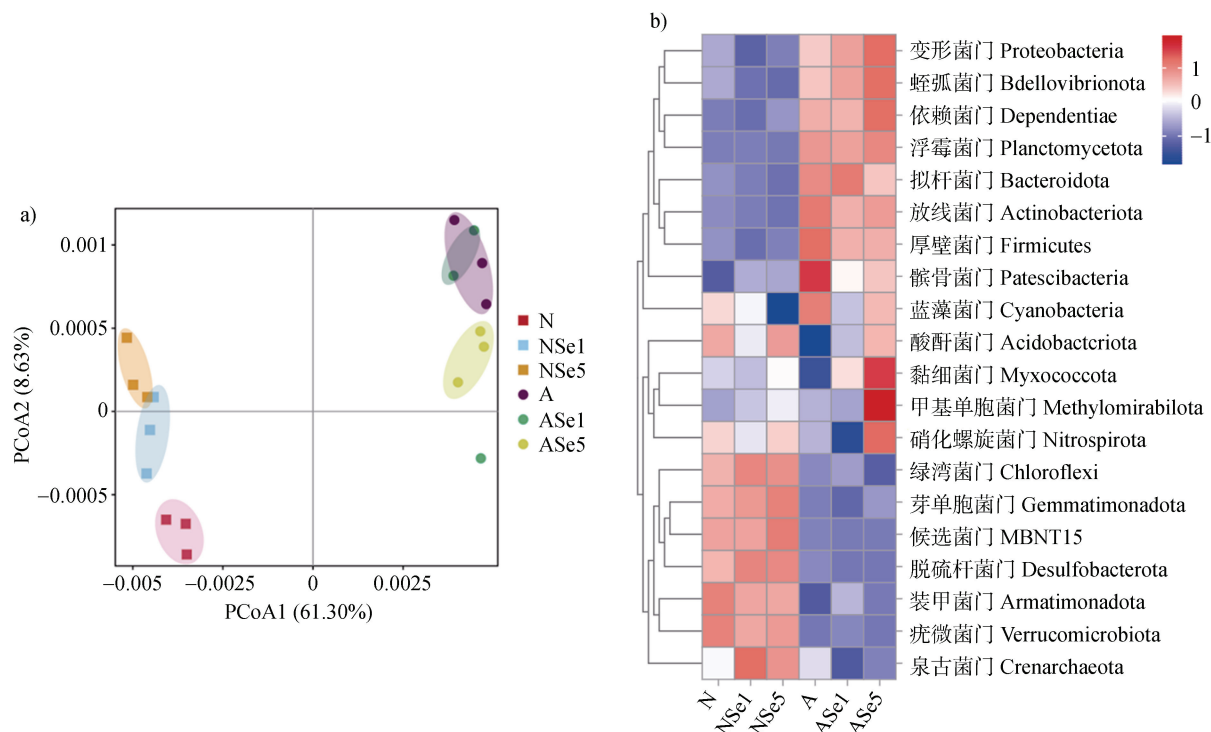 a)
0.001
0.0005
0
−0.0005
PCoA2 (8.63%)
−0.005
−0.0025
0
0.0025
PCoA1 (61.30%)
N
NSe1
NSe5
A
ASe1
ASe5
b)
变形菌门 Proteobacteria
蛭弧菌门 Bdellovibrionota
依赖菌门 Dependentiae
浮霉菌门 Planctomycetota
拟杆菌门 Bacteroidota
放线菌门 Actinobacteriota
厚壁菌门 Firmicutes
髌骨菌门 Patescibacteria
蓝藻菌门 Cyanobacteria
酸酐菌门 Acidobactcriota
黏细菌门 Myxococcota
甲基单胞菌门 Methylomirabilota
硝化螺旋菌门 Nitrospirota
绿湾菌门 Chloroflexi
芽单胞菌门 Gemmatimonadota
候选菌门 MBNT15
脱硫杆菌门 Desulfobacterota
装甲菌门 Armatimonadota
疣微菌门 Verrucomicrobiota
泉古菌门 Crenarchaeota
N
NSe1
NSe5
A
ASe1
ASe5
1
0
−1